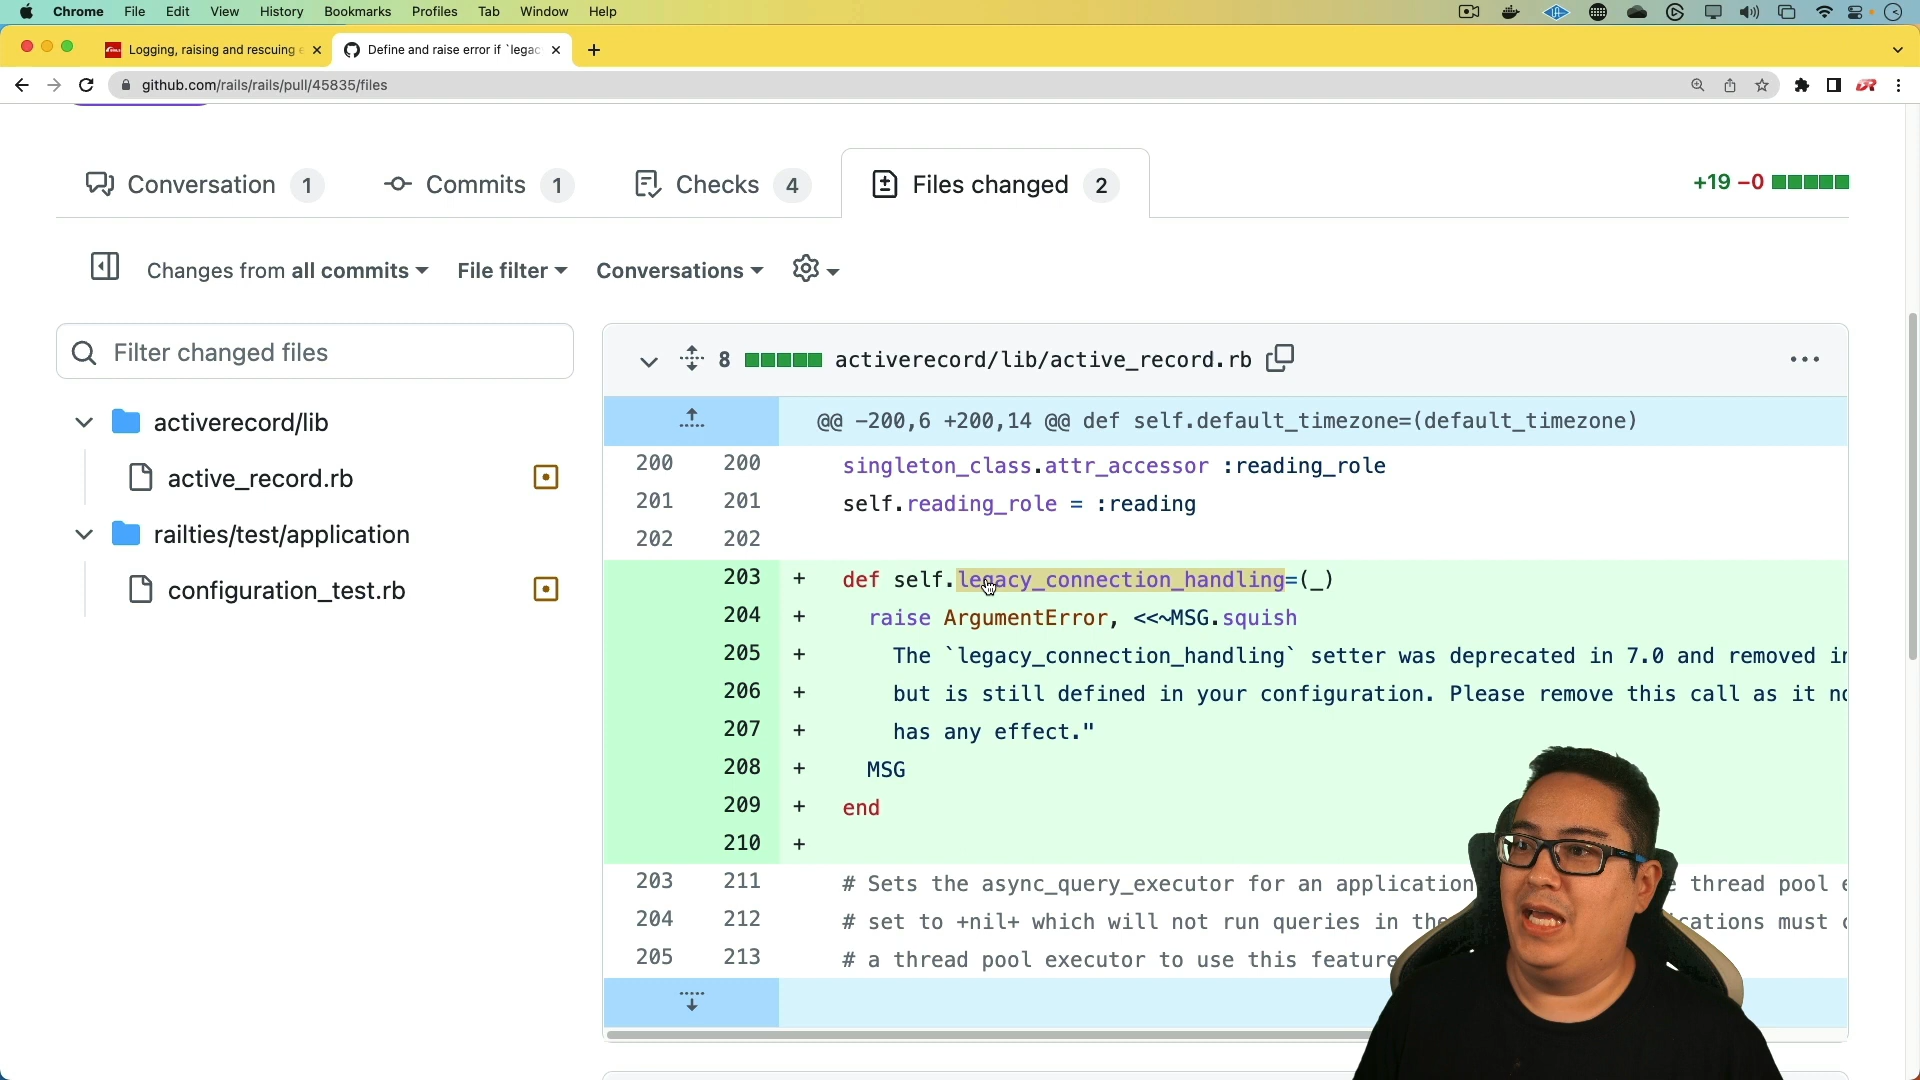 Chrome File Edit View History Bookmarks Profiles Tab Window Help
Logging, raising and rescuing
Define and raise error if `legac
github.com/rails/rails/pull/45835/files
Conversation 1 Commits 1 Checks 4 Files changed 2 +19 −0
Changes from all commits File filter Conversations
Filter changed files
activerecord/lib
active_record.rb
railties/test/application
configuration_test.rb
8 activerecord/lib/active_record.rb
@@ -200,6 +200,14 @@ def self.default_timezone=(default_timezone)
200 200 singleton_class.attr_accessor :reading_role
201 201 self.reading_role = :reading
202 202
203 + def self.legacy_connection_handling=(_)
204 + raise ArgumentError, <<~MSG.squish
205 + The `legacy_connection_handling` setter was deprecated in 7.0 and removed in
206 + but is still defined in your configuration. Please remove this call as it no
207 + has any effect."
208 + MSG
209 + end
210 +
203 211 # Sets the async_query_executor for an application thread pool e
204 212 # set to +nil+ which will not run queries in the cations must
205 213 # a thread pool executor to use this feature